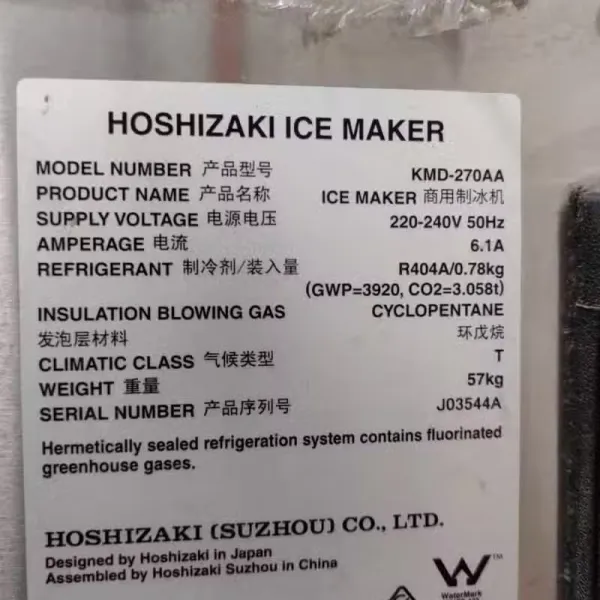 HOSHIZAKI ICE MAKER
MODEL NUMBER 产品型号 KMD-270AA
PRODUCT NAME 产品名称 ICE MAKER 商用制冰机
SUPPLY VOLTAGE 电源电压 220-240V 50Hz
AMPERAGE 电流 6.1A
REFRIGERANT 制冷剂/装入量 R404A/0.78kg
(GWP=3920, CO2=3.058t)
INSULATION BLOWING GAS CYCLOPENTANE
发泡层材料 环戊烷
CLIMATIC CLASS 气候类型 T
WEIGHT 重量 57kg
SERIAL NUMBER 产品序列号 J03544A
Hermetically sealed refrigeration system contains fluorinated
greenhouse gases.
HOSHIZAKI (SUZHOU) CO., LTD.
Designed by Hoshizaki in Japan
Assembled by Hoshizaki Suzhou in China
W TM
WaterMark